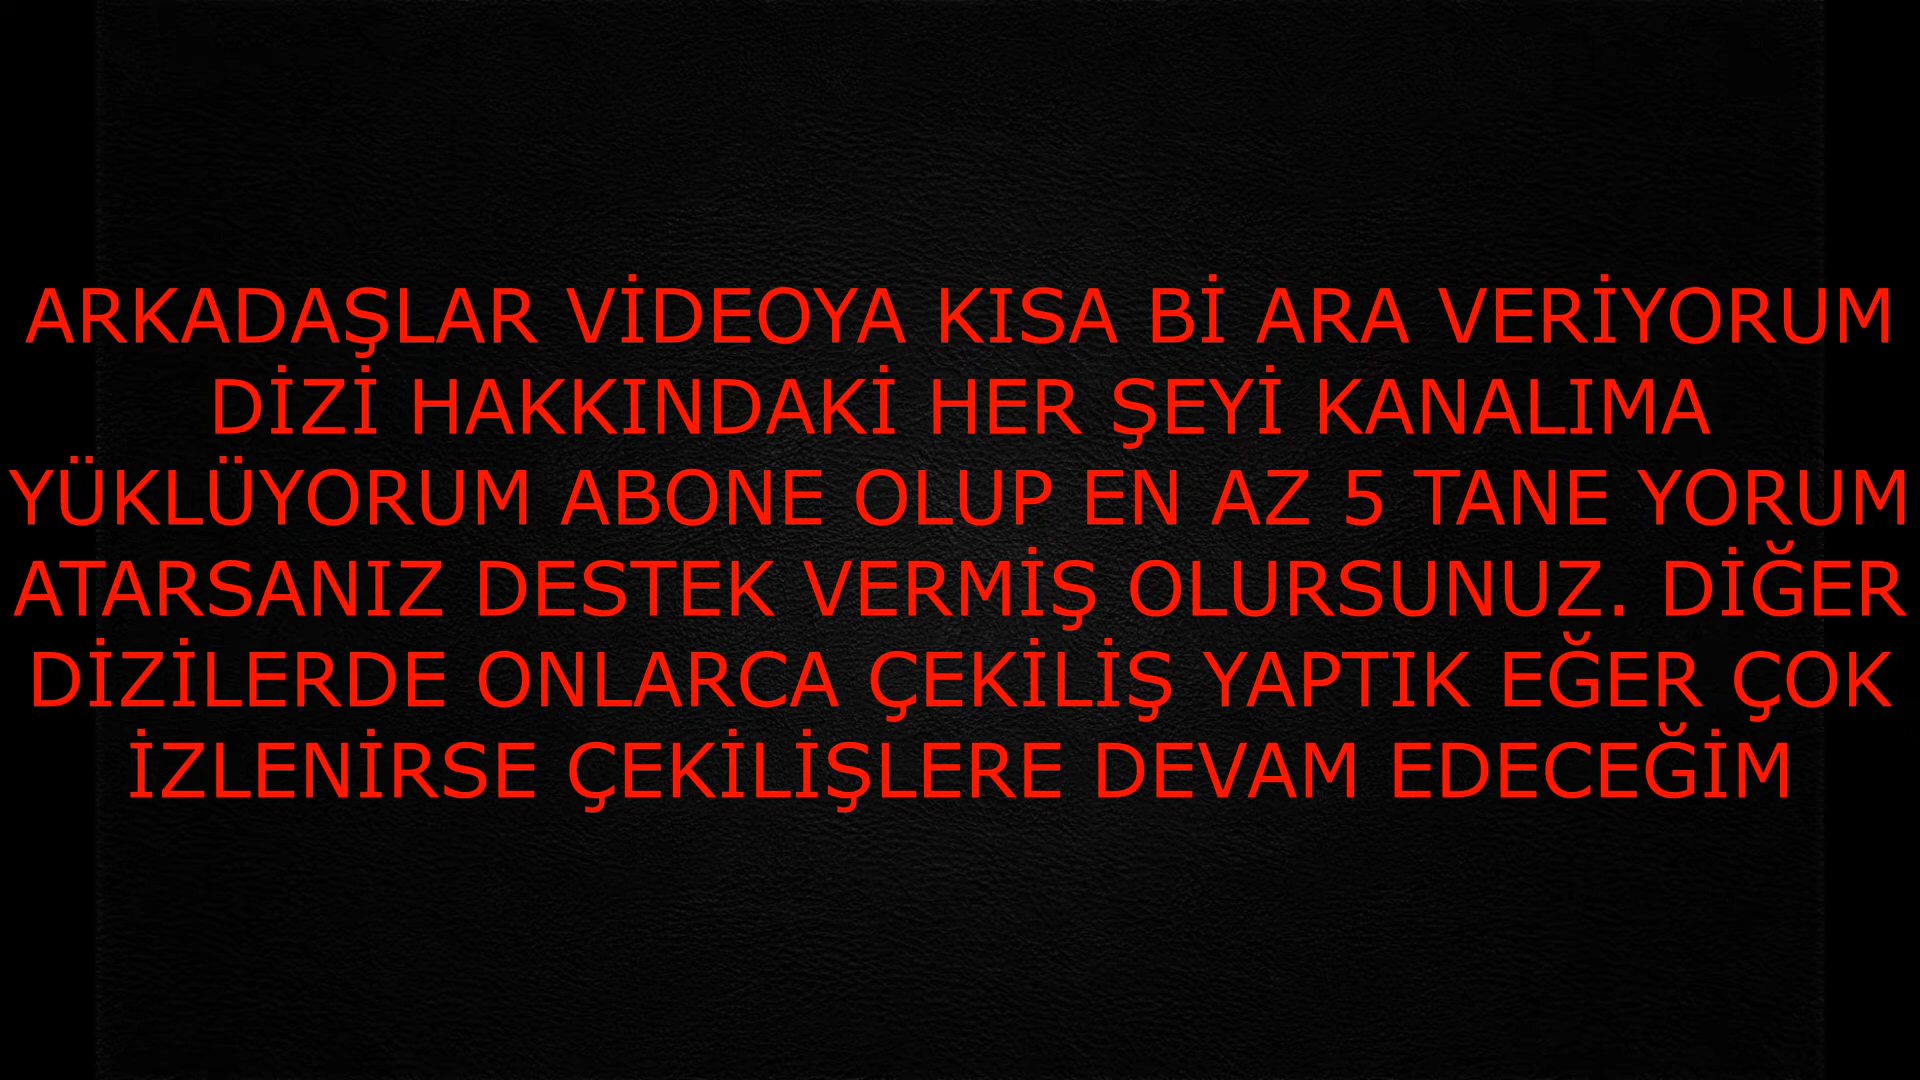 ARKADAŞLAR VİDEOYA KISA Bİ ARA VERİYORUM
DİZİ HAKKINDAKİ HER ŞEYİ KANALIMA
YÜKLÜYORUM ABONE OLUP EN AZ 5 TANE YORUM
ATARSANIZ DESTEK VERMİŞ OLURSUNUZ. DİĞER
DİZİLERDE ONLARCA ÇEKİLİŞ YAPTIK EĞER ÇOK
İZLENİRSE ÇEKİLİŞLERE DEVAM EDECEĞİM